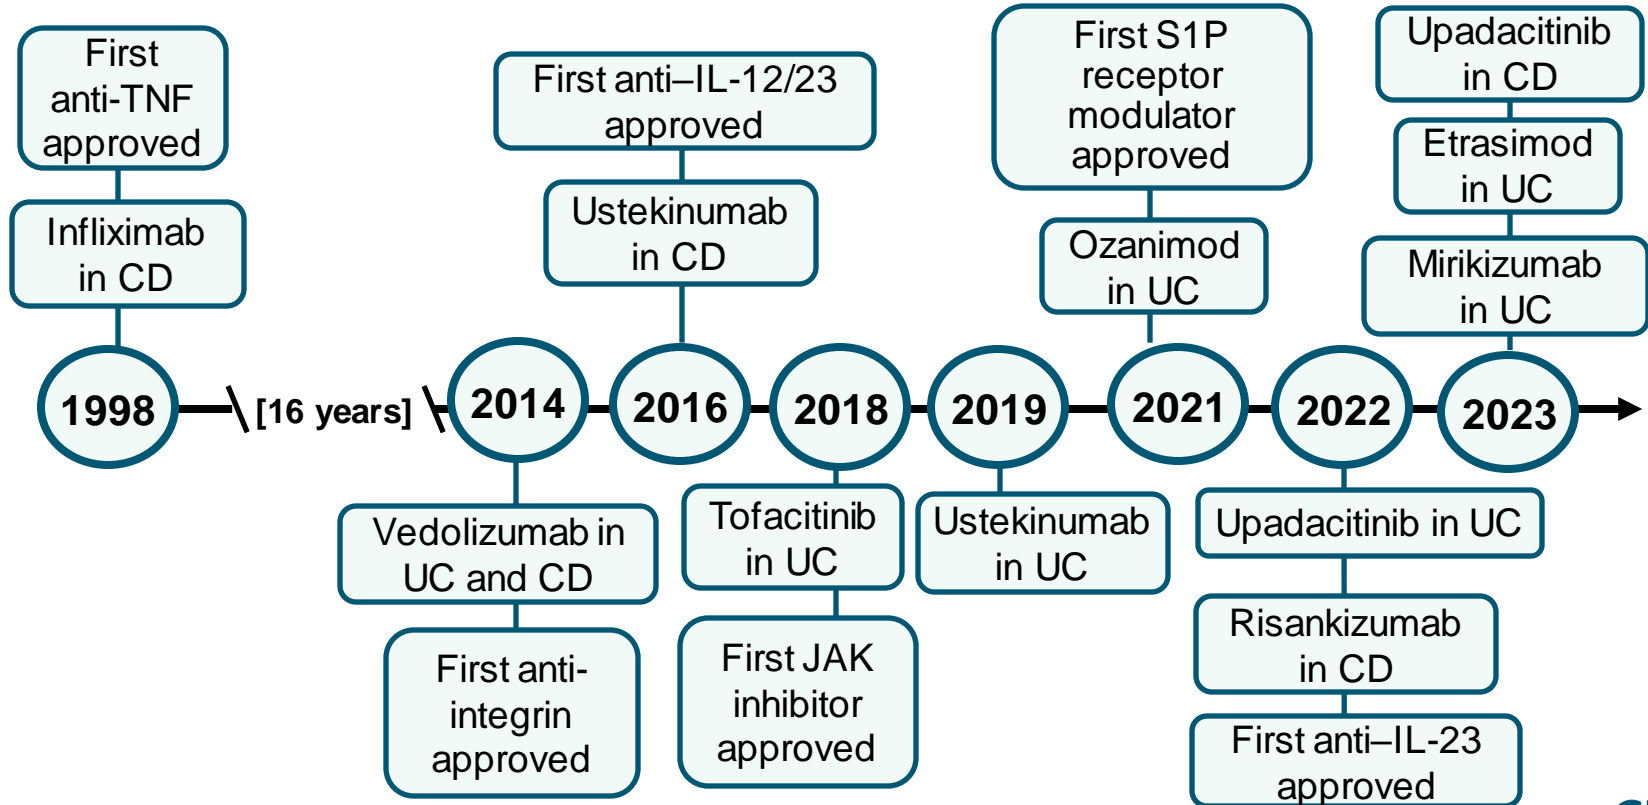 First
anti-TNF
approved
Infliximab
in CD
First anti–IL-12/23
approved
Ustekinumab
in CD
First S1P
receptor
modulator
approved
Ozanimod
in UC
Upadacitinib
in CD
Etrasimod
in UC
Mirikizumab
in UC
1998
[16 years]
2014
2016
2018
2019
2021
2022
2023
Vedolizumab in
UC and CD
First anti-
integrin
approved
Tofacitinib
in UC
First JAK
inhibitor
approved
Ustekinumab
in UC
Upadacitinib in UC
Risankizumab
in CD
First anti–IL-23
approved